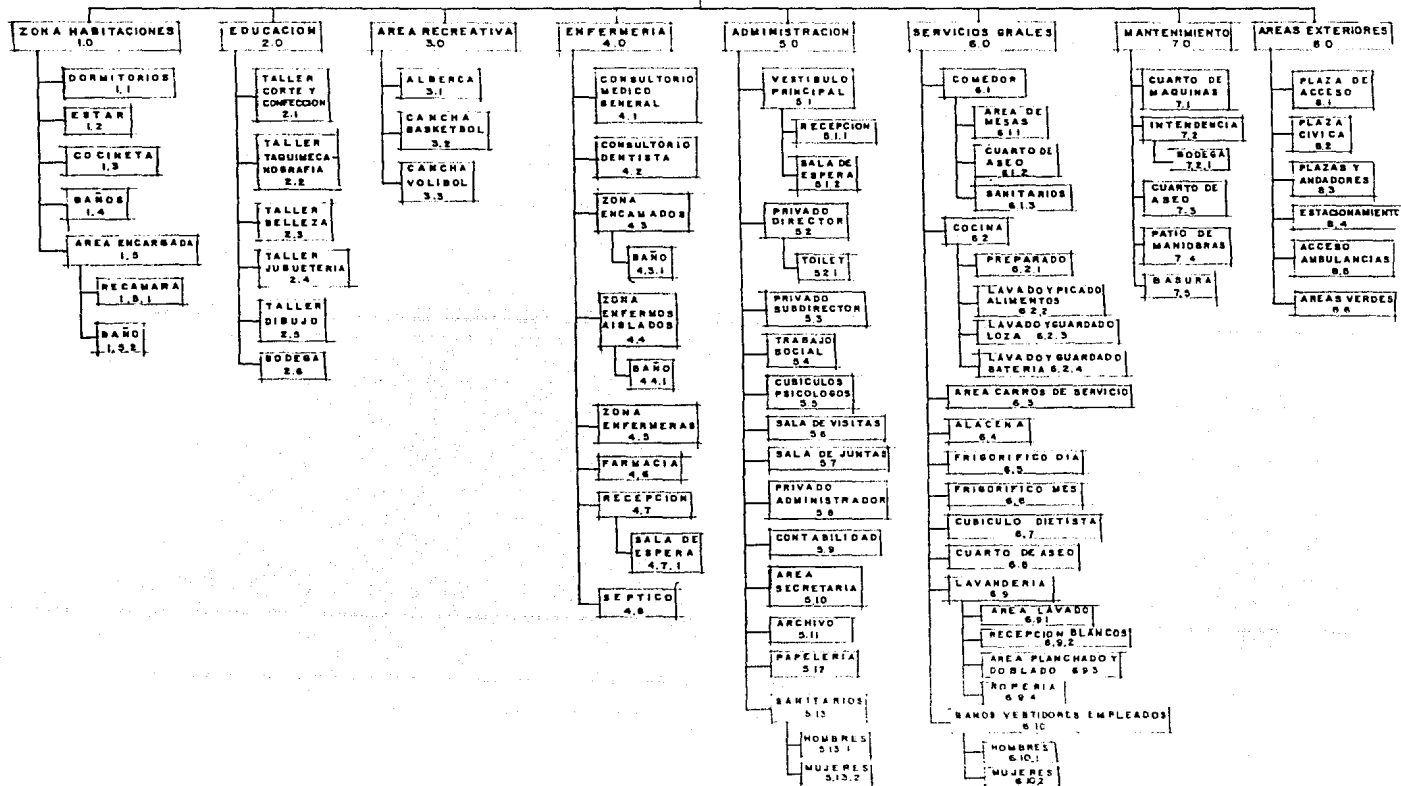 ZONA HABITACIONES
1.0
DORMITORIOS
1.1
ESTAR
1.2
COCINETA
1.3
BAÑOS
1.4
AREA ENCARGADA
1.5
RECAMARA
1.5.1
BAÑO
1.5.2
EDUCACION
2.0
TALLER
CORTE Y
CONFECCION
2.1
TALLER
TAQUIMECA-
NOGRAFIA
2.2
TALLER
BELLEZA
2.3
TALLER
JUGUETERIA
2.4
TALLER
DIBUJO
2.5
BODEGA
2.6
AREA RECREATIVA
3.0
ALBERCA
3.1
CANCHA
BASKETBOL
3.2
CANCHA
VOLIBOL
3.3
ENFERMERIA
4.0
CONSULTORIO
MEDICO
GENERAL
4.1
CONSULTORIO
DENTISTA
4.2
ZONA
ENCAMADOS
4.3
BAÑO
4.3.1
ZONA
ENFERMOS
AISLADOS
4.4
BAÑO
4.4.1
ZONA
ENFERMERAS
4.5
FARMACIA
4.6
RECEPCION
4.7
SALA DE
ESPERA
4.7.1
SEPTICO
4.8
ADMINISTRACION
5.0
VESTIBULO
PRINCIPAL
5.1
RECEPCION
5.1.1
SALA DE
ESPERA
5.1.2
PRIVADO
DIRECTOR
5.2
TOILET
5.2.1
PRIVADO
SUBDIRECTOR
5.3
TRABAJO
SOCIAL
5.4
CUBICULOS
PSICOLOGOS
5.5
SALA DE VISITAS
5.6
SALA DE JUNTAS
5.7
PRIVADO
ADMINISTRADOR
5.8
CONTABILIDAD
5.9
AREA
SECRETARIA
5.10
ARCHIVO
5.11
PAPELERIA
5.12
SANITARIOS
5.13
HOMBRES
5.13.1
MUJERES
5.13.2
SERVICIOS GRALES
6.0
COMEDOR
6.1
AREA DE
MESAS
6.1.1
CUARTO DE
ASEO
6.1.2
SANITARIOS
6.1.3
COCINA
6.2
PREPARADO
6.2.1
LAVADO Y PICADO
ALIMENTOS
6.2.2
LAVADO Y GUARDADO
LOZA 6.2.3
LAVADO Y GUARDADO
BATERIA 6.2.4
AREA CARROS DE SERVICIO
6.3
ALACENA
6.4
FRIGORIFICO DIA
6.5
FRIGORIFICO MES
6.6
CUBICULO DIETISTA
6.7
CUARTO DE ASEO
6.8
LAVANDERIA
6.9
AREA LAVADO
6.9.1
RECEPCION BLANCOS
6.9.2
AREA PLANCHADO Y
DOBLADO 6.9.3
ROPERIA
6.9.4
BAÑOS VESTIDORES EMPLEADOS
6.10
HOMBRES
6.10.1
MUJERES
6.10.2
MANTENIMIENTO
7.0
CUARTO DE
MAQUINAS
7.1
INTENDENCIA
7.2
BODEGA
7.2.1
CUARTO DE
ASEO
7.3
PATIO DE
MANIOBRAS
7.4
BASURA
7.5
AREAS EXTERIORES
8.0
PLAZA DE
ACCESO
8.1
PLAZA
CIVICA
8.2
PLAZAS Y
ANDADORES
8.3
ESTACIONAMIENTO
8.4
ACCESO
AMBULANCIAS
8.5
AREAS VERDES
8.6